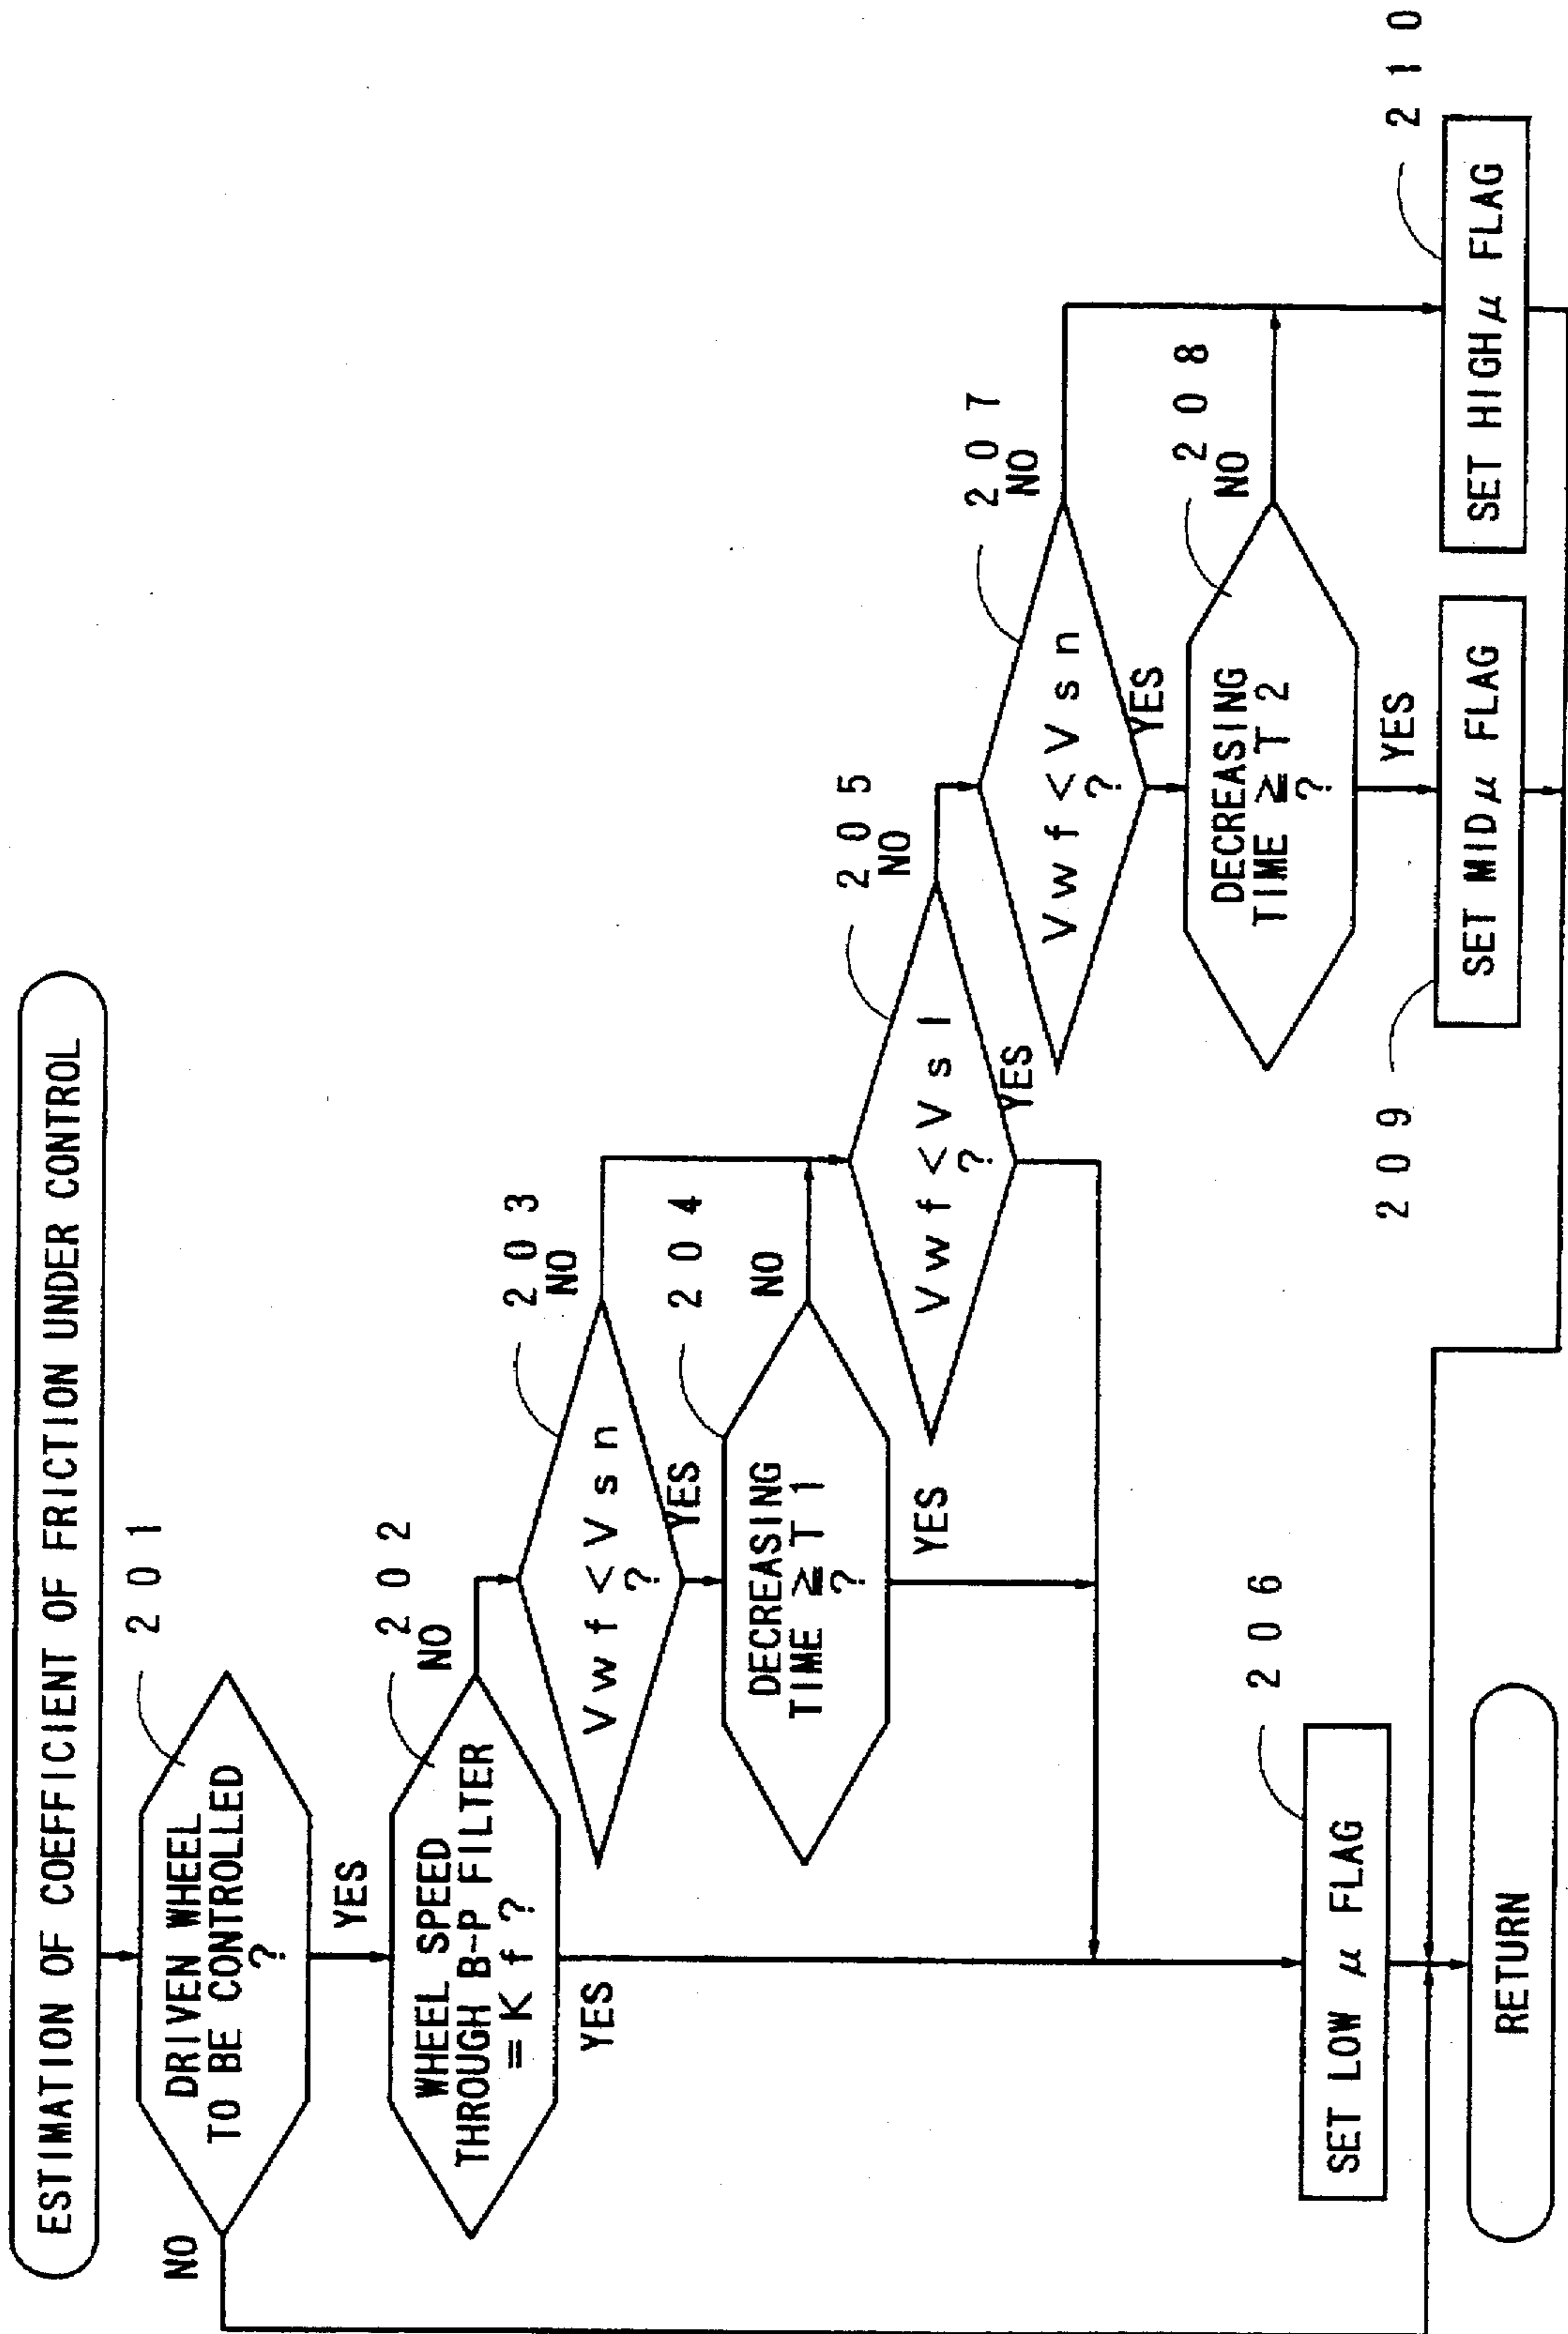 ESTIMATION OF COEFFICIENT OF FRICTION UNDER CONTROL
201
DRIVEN WHEEL
TO BE CONTROLLED
?
NO
YES
202
WHEEL SPEED
THROUGH B-P FILTER
= K f ?
NO
YES
203
V w f < V s n
?
NO
YES
204
DECREASING
TIME ≧ T 1
?
NO
YES
205
V w f < V s l
?
NO
YES
207
V w f < V s n
?
NO
YES
208
DECREASING
TIME ≧ T 2
?
NO
YES
206
SET LOW μ FLAG
209
SET MID μ FLAG
210
SET HIGH μ FLAG
RETURN